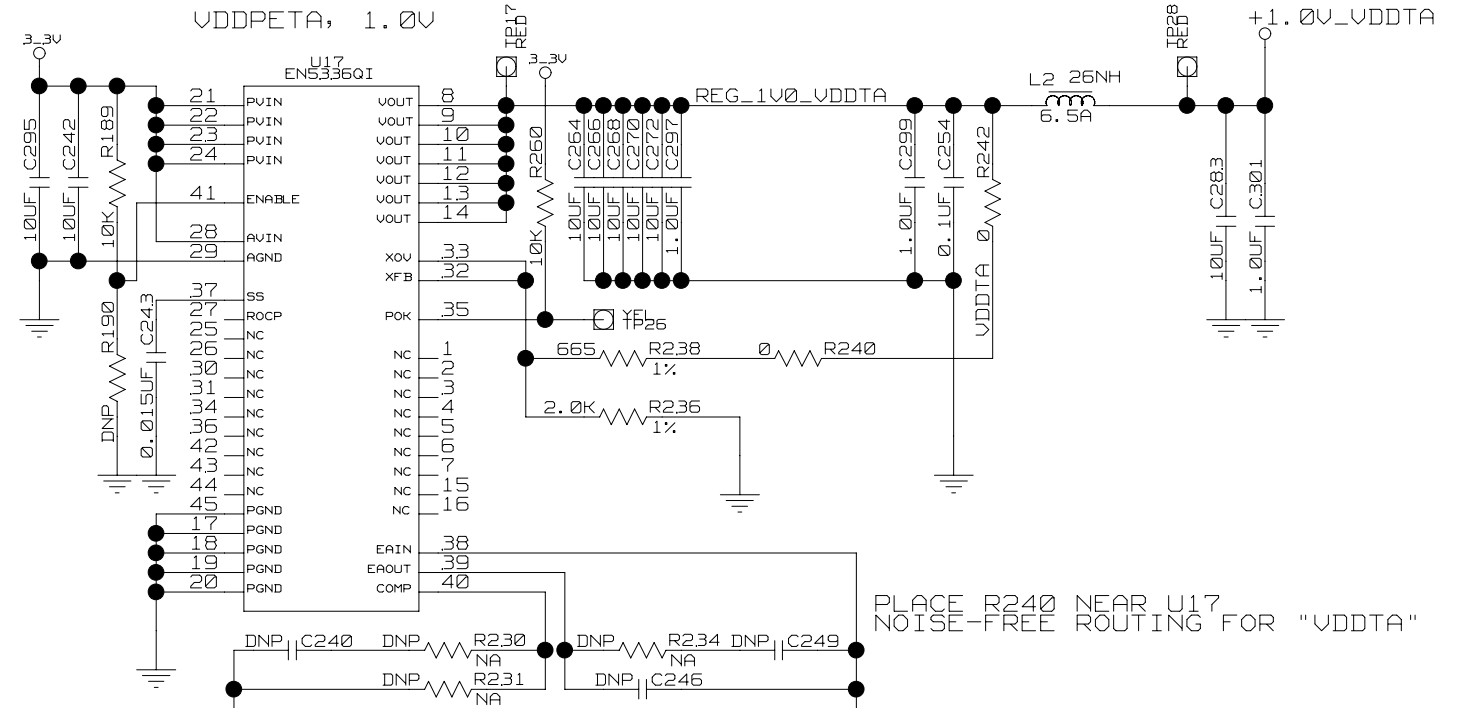 VDDPETA, 1.0V
3_3V
U17
EN5336QI
TP17
RED
3_3V
TP28
RED
+1.0V_VDDTA
L2 26NH
6.5A
REG_1V0_VDDTA
10UF C295
10UF C242
10K R189
DNP R190
0.015UF C243
21 PVIN
22 PVIN
23 PVIN
24 PVIN
41 ENABLE
28 AVIN
29 AGND
37 SS
27 ROCP
25 NC
26 NC
30 NC
31 NC
34 NC
36 NC
42 NC
43 NC
44 NC
45 PGND
17 PGND
18 PGND
19 PGND
20 PGND
VOUT 8
VOUT 9
VOUT 10
VOUT 11
VOUT 12
VOUT 13
VOUT 14
XOV 33
XFB 32
POK 35
NC 1
NC 2
NC 3
NC 4
NC 5
NC 6
NC 7
NC 15
NC 16
EAIN 38
EAOUT 39
COMP 40
10K R260
10UF C264
10UF C266
10UF C268
10UF C270
10UF C272
1.0UF C297
1.0UF C299
0.1UF C254
VDDTA 0 R242
10UF C283
1.0UF C301
YEL
TP26
665 R238
1%
0 R240
2.0K R236
1%
PLACE R240 NEAR U17
NOISE-FREE ROUTING FOR "VDDTA"
DNP C240 DNP R230
NA
DNP R231
NA
DNP R234 DNP C249
NA
DNP C246